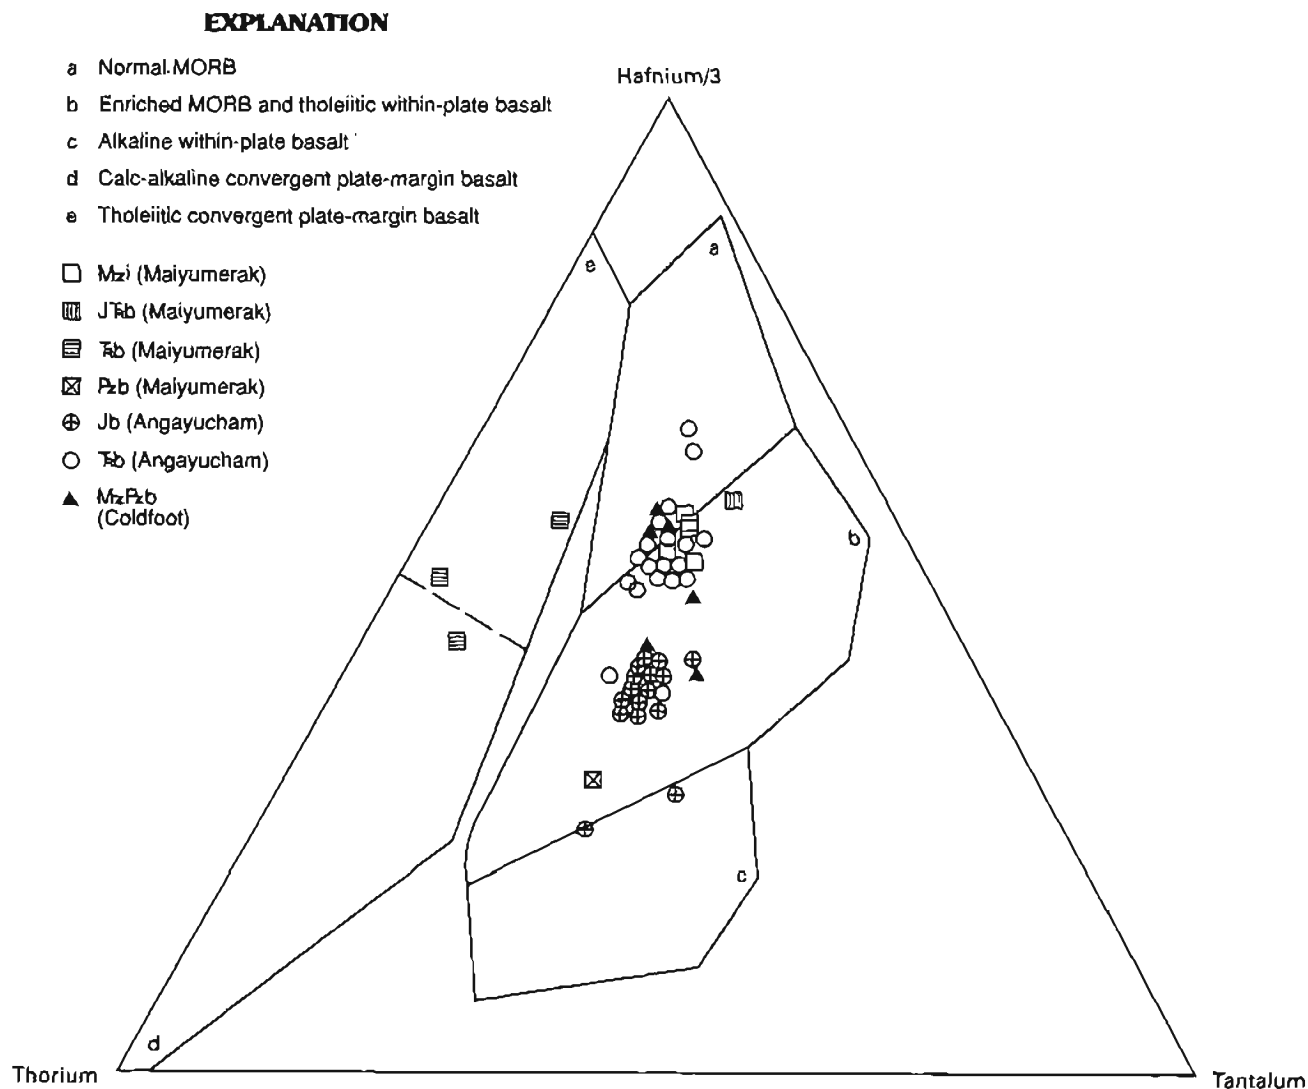 EXPLANATION
a Normal MORB
b Enriched MORB and tholeiitic within-plate basalt
c Alkaline within-plate basalt
d Calc-alkaline convergent plate-margin basalt
e Tholeiitic convergent plate-margin basalt
Mzi (Maiyumerak)
JTrb (Maiyumerak)
Trb (Maiyumerak)
Pzb (Maiyumerak)
Jb (Angayucham)
Trb (Angayucham)
MzPzb
(Coldfoot)
Hafnium/3
a
e
b
c
d
Thorium
Tantalum